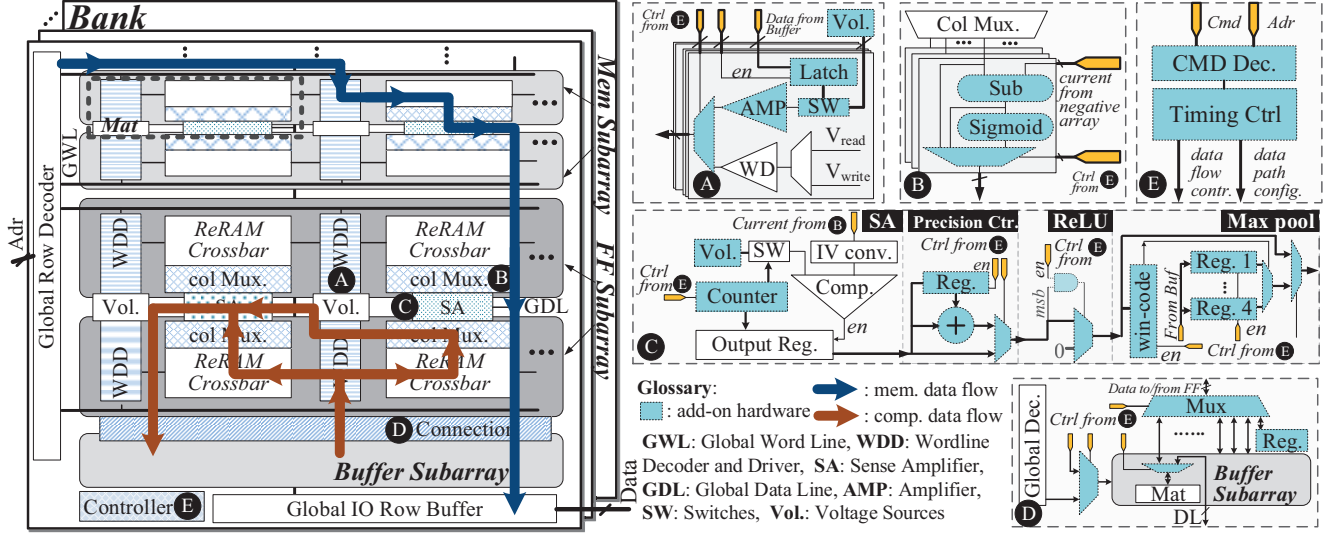 Bank
Mem Subarray
FF Subarray
Mat
GWL
Global Row Decoder
Adr
WDD
ReRAM
Crossbar
col Mux.
WDD
ReRAM
Crossbar
col Mux.
A
B
Vol.
Vol.
C
SA
GDL
WDD
col Mux.
ReRAM
Crossbar
WDD
col Mux.
ReRAM
Crossbar
D Connection
Buffer Subarray
Controller E
Global IO Row Buffer
Data
Ctrl from E
Data from Buffer
Vol.
en
Latch
AMP
SW
WD
Vread
Vwrite
A
Col Mux.
Sub
Sigmoid
current from negative array
Ctrl from E
B
Cmd
Adr
CMD Dec.
Timing Ctrl
data flow contr.
data path config.
E
Current from B
SA
Vol.
SW
IV conv.
Ctrl from E
Counter
Comp.
en
Output Reg.
C
Precision Ctr.
Ctrl from E
en
Reg.
+
ReLU
Ctrl from E
en
msb
0
Max pool
win-code
From Buf
Reg. 1
Reg. 4
en
en
Ctrl from E
Glossary:
: add-on hardware
: mem. data flow
: comp. data flow
GWL: Global Word Line, WDD: Wordline
Decoder and Driver, SA: Sense Amplifier,
GDL: Global Data Line, AMP: Amplifier,
SW: Switches, Vol.: Voltage Sources
Global Dec.
Data to/from FF
Ctrl from E
Mux
Reg.
Buffer
Subarray
Mat
DL
D